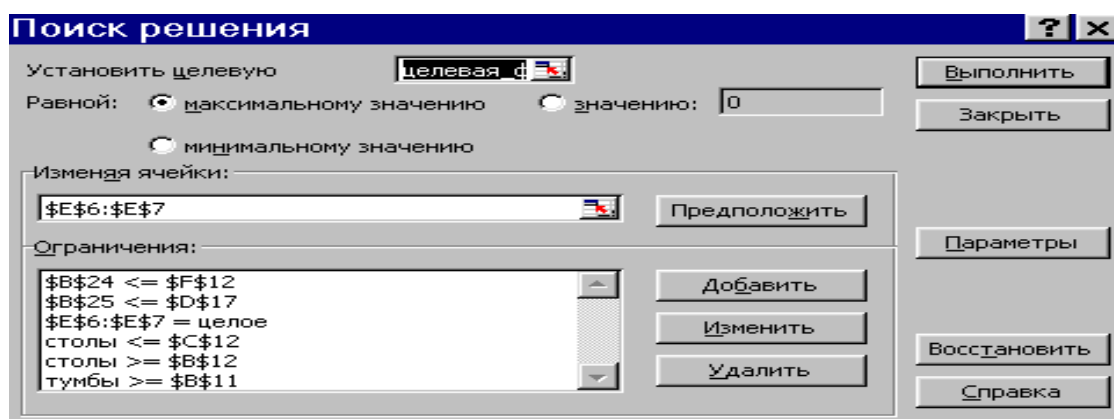 Поиск решения
Установить целевую целевая_ф Выполнить
Равной: максимальному значению значению: 0 Закрыть
минимальному значению
Изменяя ячейки:
$E$6:$E$7 Предположить
Ограничения: Параметры
$B$24 <= $F$12 Добавить
$B$25 <= $D$17
$E$6:$E$7 = целое Изменить
столы <= $C$12
столы >= $B$12 Восстановить
тумбы >= $B$11 Удалить
Справка